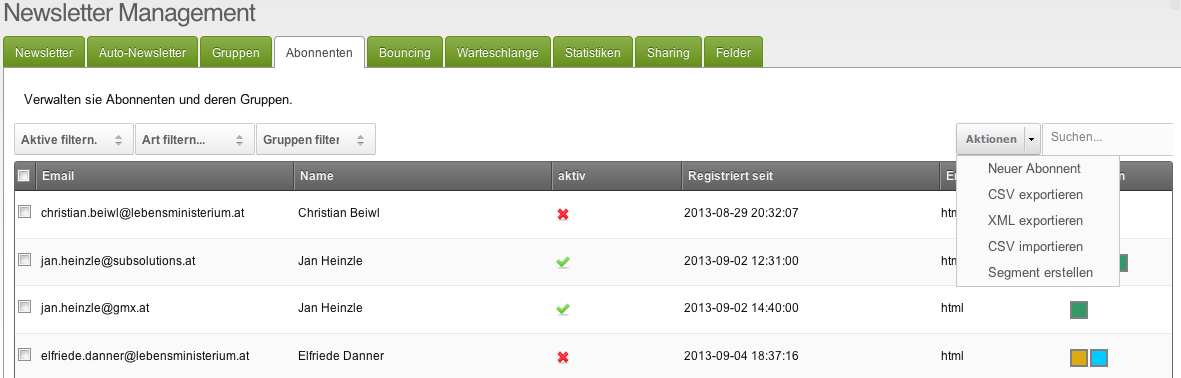 Newsletter Management
Newsletter Auto-Newsletter Gruppen Abonnenten Bouncing Warteschlange Statistiken Sharing Felder
Verwalten sie Abonnenten und deren Gruppen.
Aktive filtern. Art filtern... Gruppen filter Aktionen Suchen...
Neuer Abonnent
Email Name aktiv Registriert seit
CSV exportieren
XML exportieren
christian.beiwl@lebensministerium.at Christian Beiwl 2013-08-29 20:32:07
CSV importieren
jan.heinzle@subsolutions.at Jan Heinzle 2013-09-02 12:31:00
Segment erstellen
jan.heinzle@gmx.at Jan Heinzle 2013-09-02 14:40:00 html
elfriede.danner@lebensministerium.at Elfriede Danner 2013-09-04 18:37:16 html